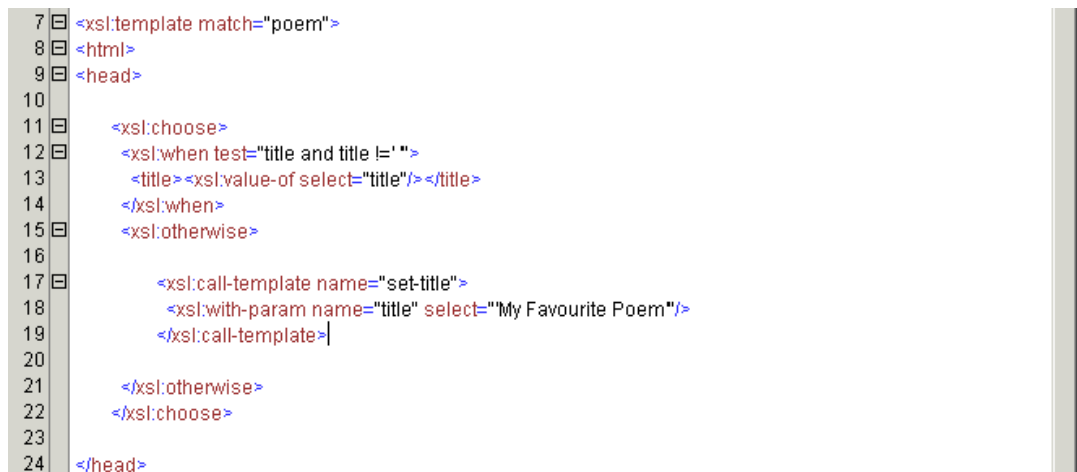 7 <xsl:template match="poem">
8 <html>
9 <head>
10
11 <xsl:choose>
12 <xsl:when test="title and title !=' '">
13 <title><xsl:value-of select="title"/></title>
14 </xsl:when>
15 <xsl:otherwise>
16
17 <xsl:call-template name="set-title">
18 <xsl:with-param name="title" select="'My Favourite Poem'"/>
19 </xsl:call-template>
20
21 </xsl:otherwise>
22 </xsl:choose>
23
24 </head>